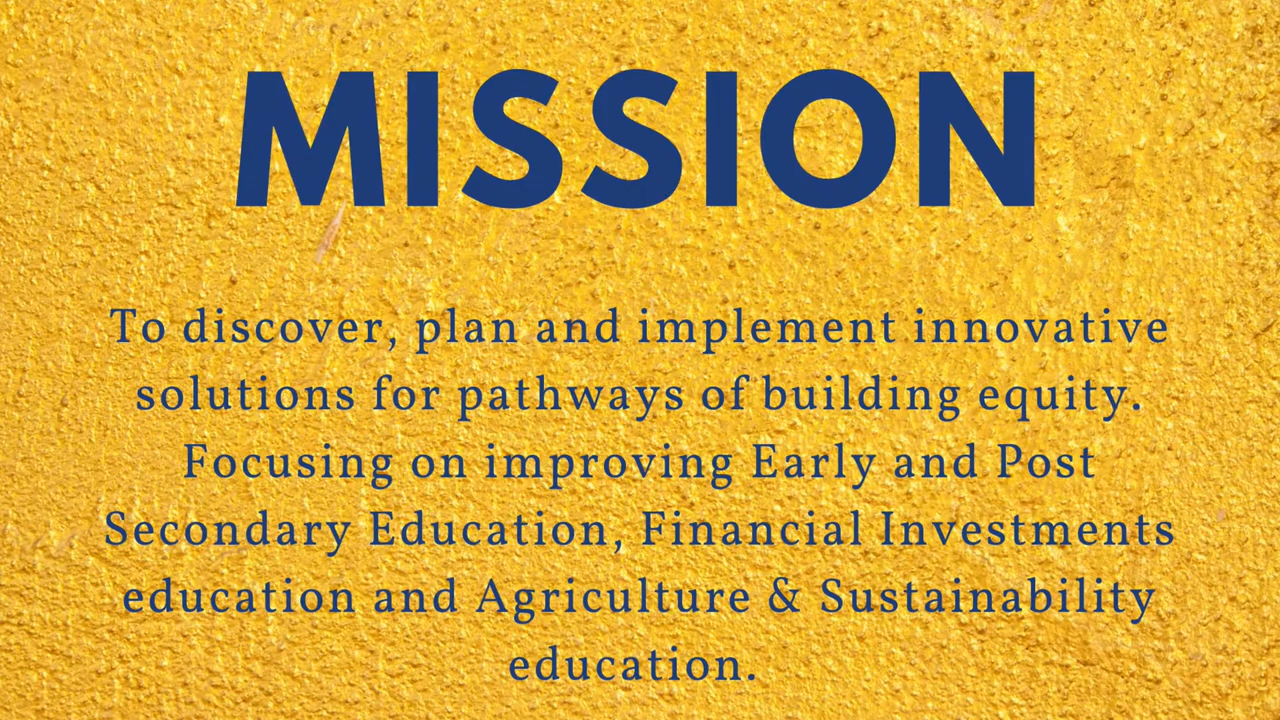 MISSION
To discover, plan and implement innovative
solutions for pathways of building equity.
Focusing on improving Early and Post
Secondary Education, Financial Investments
education and Agriculture & Sustainability
education.